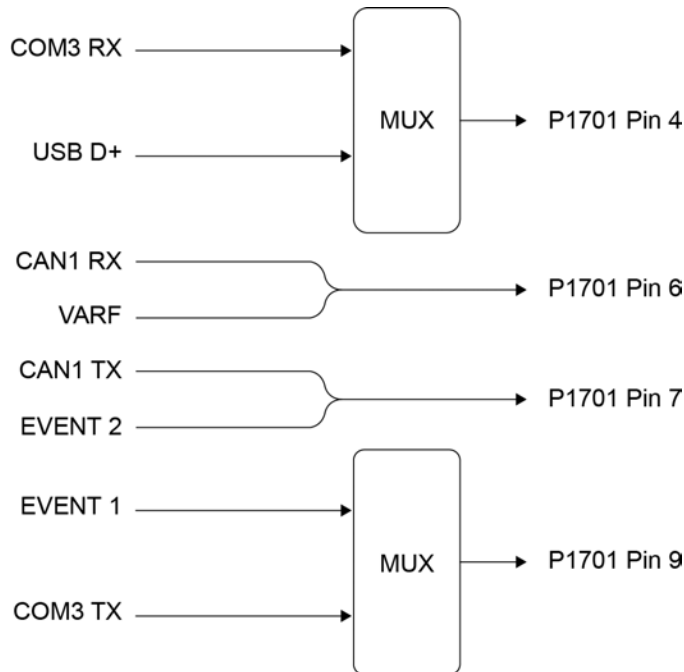 COM3 RX
MUX
P1701 Pin 4
USB D+
CAN1 RX
P1701 Pin 6
VARF
CAN1 TX
P1701 Pin 7
EVENT 2
EVENT 1
MUX
P1701 Pin 9
COM3 TX